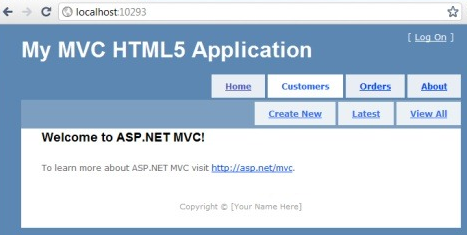 localhost:10293
[ Log On ]
My MVC HTML5 Application
Home Customers Orders About
Create New Latest View All
Welcome to ASP.NET MVC!
To learn more about ASP.NET MVC visit http://asp.net/mvc.
Copyright © [Your Name Here]